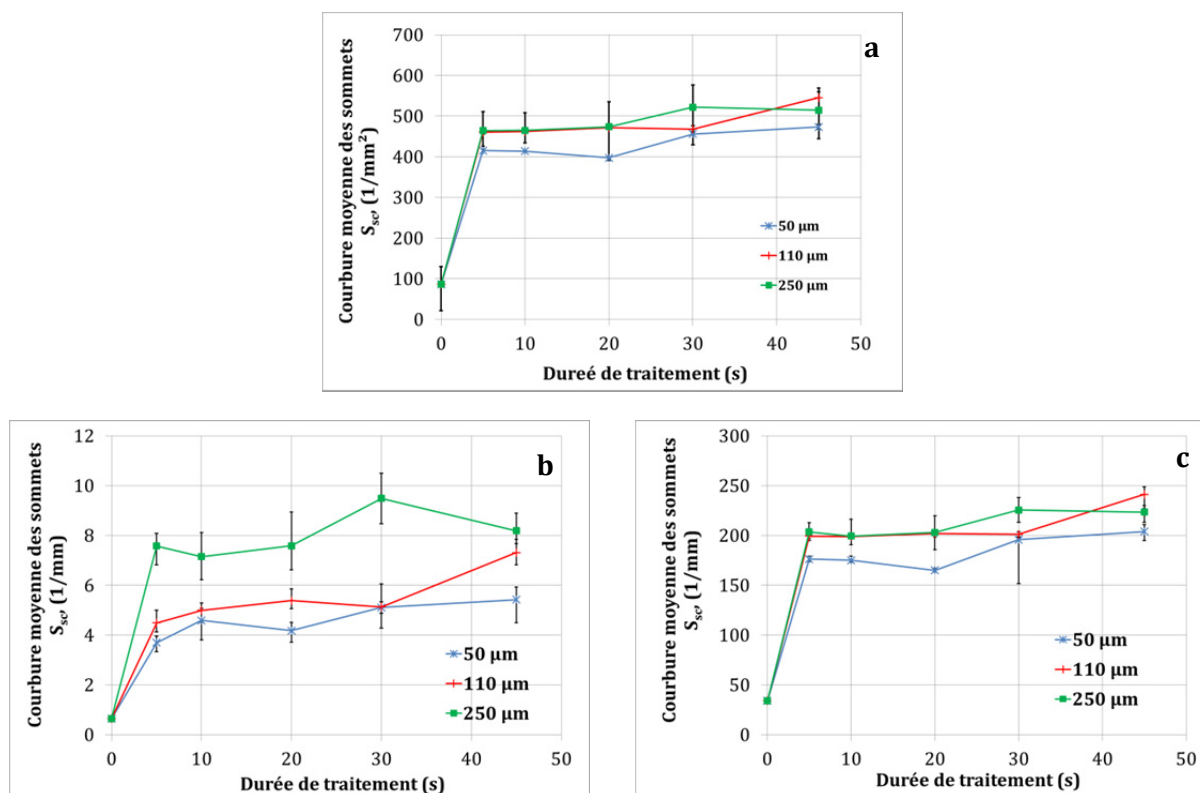 a
Courbure moyenne des sommets
Ssc, (1/mm²)
700
600
500
400
300
200
100
0
50 µm
110 µm
250 µm
0 10 20 30 40 50
Dureé de traitement (s)
b
Courbure moyenne des sommets
Ssc, (1/mm)
12
10
8
6
4
2
0
50 µm
110 µm
250 µm
0 10 20 30 40 50
Durée de traitement (s)
c
Courbure moyenne des sommets
Ssc, (1/mm)
300
250
200
150
100
50
0
50 µm
110 µm
250 µm
0 10 20 30 40 50
Durée de traitement (s)